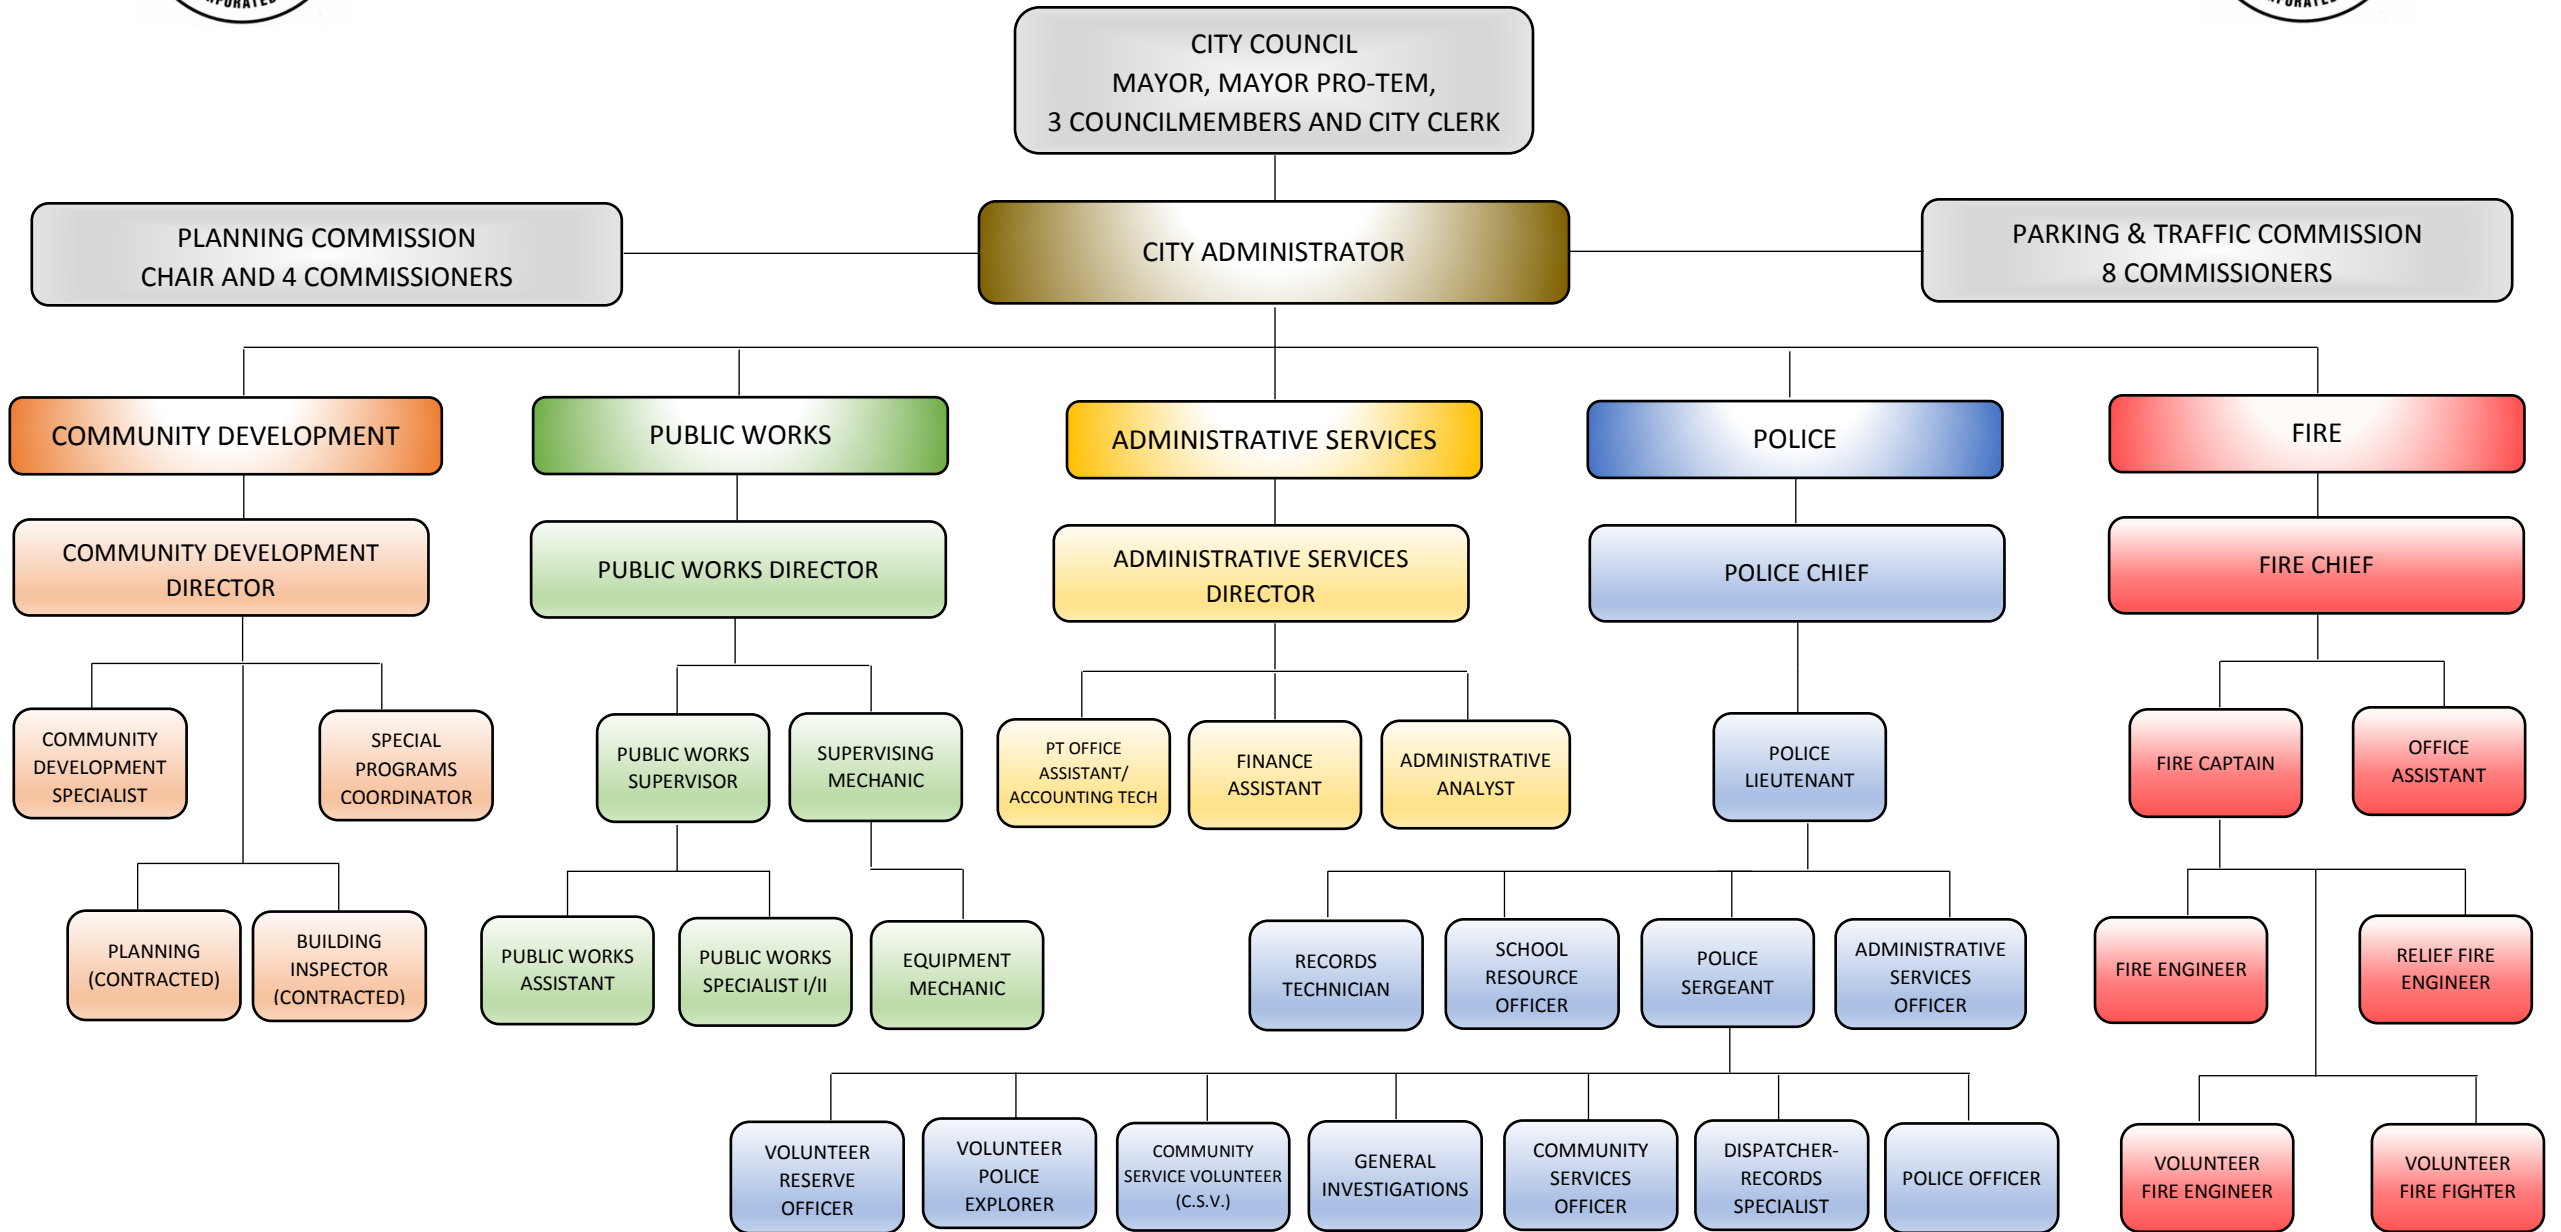 CITY COUNCIL
MAYOR, MAYOR PRO-TEM,
3 COUNCILMEMBERS AND CITY CLERK
PLANNING COMMISSION
CHAIR AND 4 COMMISSIONERS
CITY ADMINISTRATOR
PARKING & TRAFFIC COMMISSION
8 COMMISSIONERS
COMMUNITY DEVELOPMENT
PUBLIC WORKS
ADMINISTRATIVE SERVICES
POLICE
FIRE
COMMUNITY DEVELOPMENT
DIRECTOR
PUBLIC WORKS DIRECTOR
ADMINISTRATIVE SERVICES
DIRECTOR
POLICE CHIEF
FIRE CHIEF
COMMUNITY
DEVELOPMENT
SPECIALIST
SPECIAL
PROGRAMS
COORDINATOR
PUBLIC WORKS
SUPERVISOR
SUPERVISING
MECHANIC
PT OFFICE
ASSISTANT/
ACCOUNTING TECH
FINANCE
ASSISTANT
ADMINISTRATIVE
ANALYST
POLICE
LIEUTENANT
FIRE CAPTAIN
OFFICE
ASSISTANT
PLANNING
(CONTRACTED)
BUILDING
INSPECTOR
(CONTRACTED)
PUBLIC WORKS
ASSISTANT
PUBLIC WORKS
SPECIALIST I/II
EQUIPMENT
MECHANIC
RECORDS
TECHNICIAN
SCHOOL
RESOURCE
OFFICER
POLICE
SERGEANT
ADMINISTRATIVE
SERVICES
OFFICER
FIRE ENGINEER
RELIEF FIRE
ENGINEER
VOLUNTEER
RESERVE
OFFICER
VOLUNTEER
POLICE
EXPLORER
COMMUNITY
SERVICE VOLUNTEER
(C.S.V.)
GENERAL
INVESTIGATIONS
COMMUNITY
SERVICES
OFFICER
DISPATCHER-
RECORDS
SPECIALIST
POLICE OFFICER
VOLUNTEER
FIRE ENGINEER
VOLUNTEER
FIRE FIGHTER